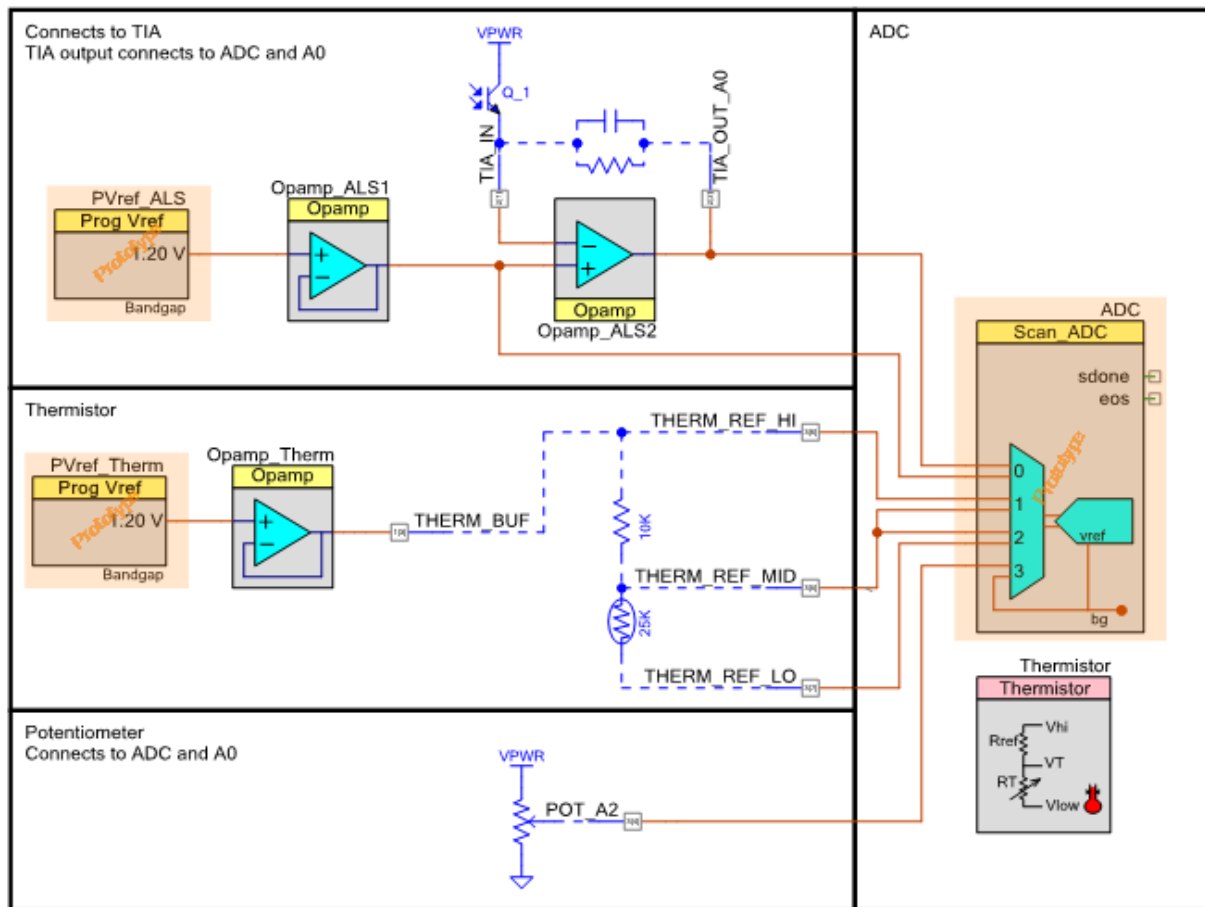 Connects to TIA
TIA output connects to ADC and A0
VPWR
Q_1
TIA_IN
TIA_OUT_A0
PVref_ALS
Prog Vref
1.20 V
Prototype
Bandgap
Opamp_ALS1
Opamp
Opamp
Opamp_ALS2
ADC
ADC
Scan_ADC
sdone
eos
Prototype
0
1
2
3
vref
bg
Thermistor
PVref_Therm
Prog Vref
1.20 V
Prototype
Bandgap
Opamp_Therm
Opamp
THERM_BUF
THERM_REF_HI
10K
THERM_REF_MID
25K
THERM_REF_LO
Thermistor
Thermistor
Vhi
Rref
VT
RT
Vlow
Potentiometer
Connects to ADC and A0
VPWR
POT_A2